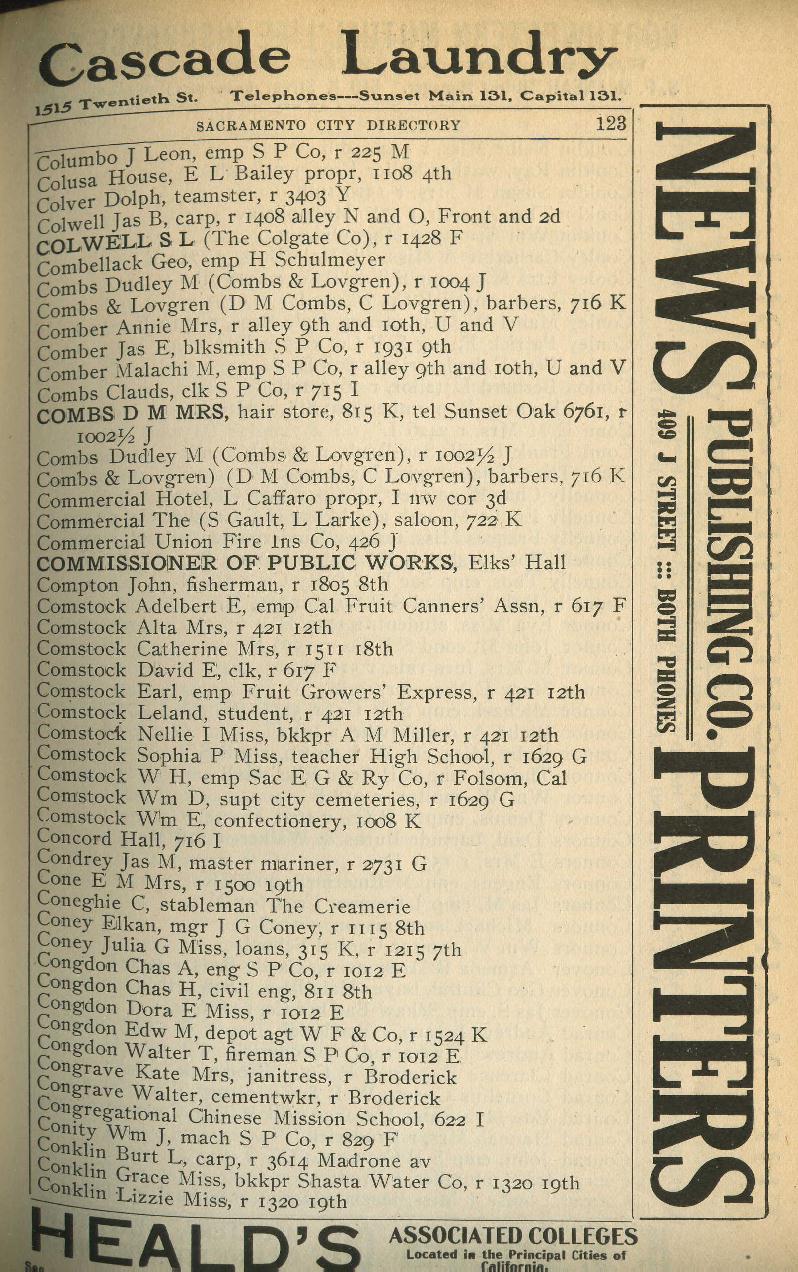 Cascade Laundry
1515 Twentieth St. Telephones---Sunset Main 131, Capital 131.
SACRAMENTO CITY DIRECTORY 123
Columbo J Leon, emp S P Co, r 225 M
Colusa House, E L Bailey propr, 1108 4th
Colver Dolph, teamster, r 3403 Y
Colwell Jas B, carp, r 1408 alley N and O, Front and 2d
COLWELL S L (The Colgate Co), r 1428 F
Combellack Geo, emp H Schulmeyer
Combs Dudley M (Combs & Lovgren), r 1004 J
Combs & Lovgren (D M Combs, C Lovgren), barbers, 716 K
Comber Annie Mrs, r alley 9th and 10th, U and V
Comber Jas E, blksmith S P Co, r 1931 9th
Comber Malachi M, emp S P Co, r alley 9th and 10th, U and V
Combs Clauds, clk S P Co, r 715 I
COMBS D M MRS, hair store, 815 K, tel Sunset Oak 6761, r
1002½ J
Combs Dudley M (Combs & Lovgren), r 1002½ J
Combs & Lovgren) (D M Combs, C Lovgren), barbers, 716 K
Commercial Hotel, L Caffaro propr, I nw cor 3d
Commercial The (S Gault, L Larke), saloon, 722 K
Commercial Union Fire Ins Co, 426 J
COMMISSIONER OF PUBLIC WORKS, Elks' Hall
Compton John, fisherman, r 1805 8th
Comstock Adelbert E, emp Cal Fruit Canners' Assn, r 617 F
Comstock Alta Mrs, r 421 12th
Comstock Catherine Mrs, r 1511 18th
Comstock David E, clk, r 617 F
Comstock Earl, emp Fruit Growers' Express, r 421 12th
Comstock Leland, student, r 421 12th
Comstock Nellie I Miss, bkkpr A M Miller, r 421 12th
Comstock Sophia P Miss, teacher High School, r 1629 G
Comstock W H, emp Sac E G & Ry Co, r Folsom, Cal
Comstock Wm D, supt city cemeteries, r 1629 G
Comstock Wm E, confectionery, 1008 K
Concord Hall, 716 I
Condrey Jas M, master mariner, r 2731 G
Cone E M Mrs, r 1500 19th
Coneghie C, stableman The Creamerie
Coney Elkan, mgr J G Coney, r 1115 8th
Coney Julia G Miss, loans, 315 K, r 1215 7th
Congdon Chas A, eng S P Co, r 1012 E
Congdon Chas H, civil eng, 811 8th
Congdon Dora E Miss, r 1012 E
Congdon Edw M, depot agt W F & Co, r 1524 K
Congdon Walter T, fireman S P Co, r 1012 E
Congrave Kate Mrs, janitress, r Broderick
Congrave Walter, cementwkr, r Broderick
Congregational Chinese Mission School, 622 I
Conity Wm J, mach S P Co, r 829 F
Conklin Burt L, carp, r 3614 Madrone av
Conklin Grace Miss, bkkpr Shasta Water Co, r 1320 19th
Conklin Lizzie Miss, r 1320 19th
NEWS PUBLISHING CO. PRINTERS
409 J STREET ::: BOTH PHONES
HEALD'S ASSOCIATED COLLEGES
Located in the Principal Cities of
California.